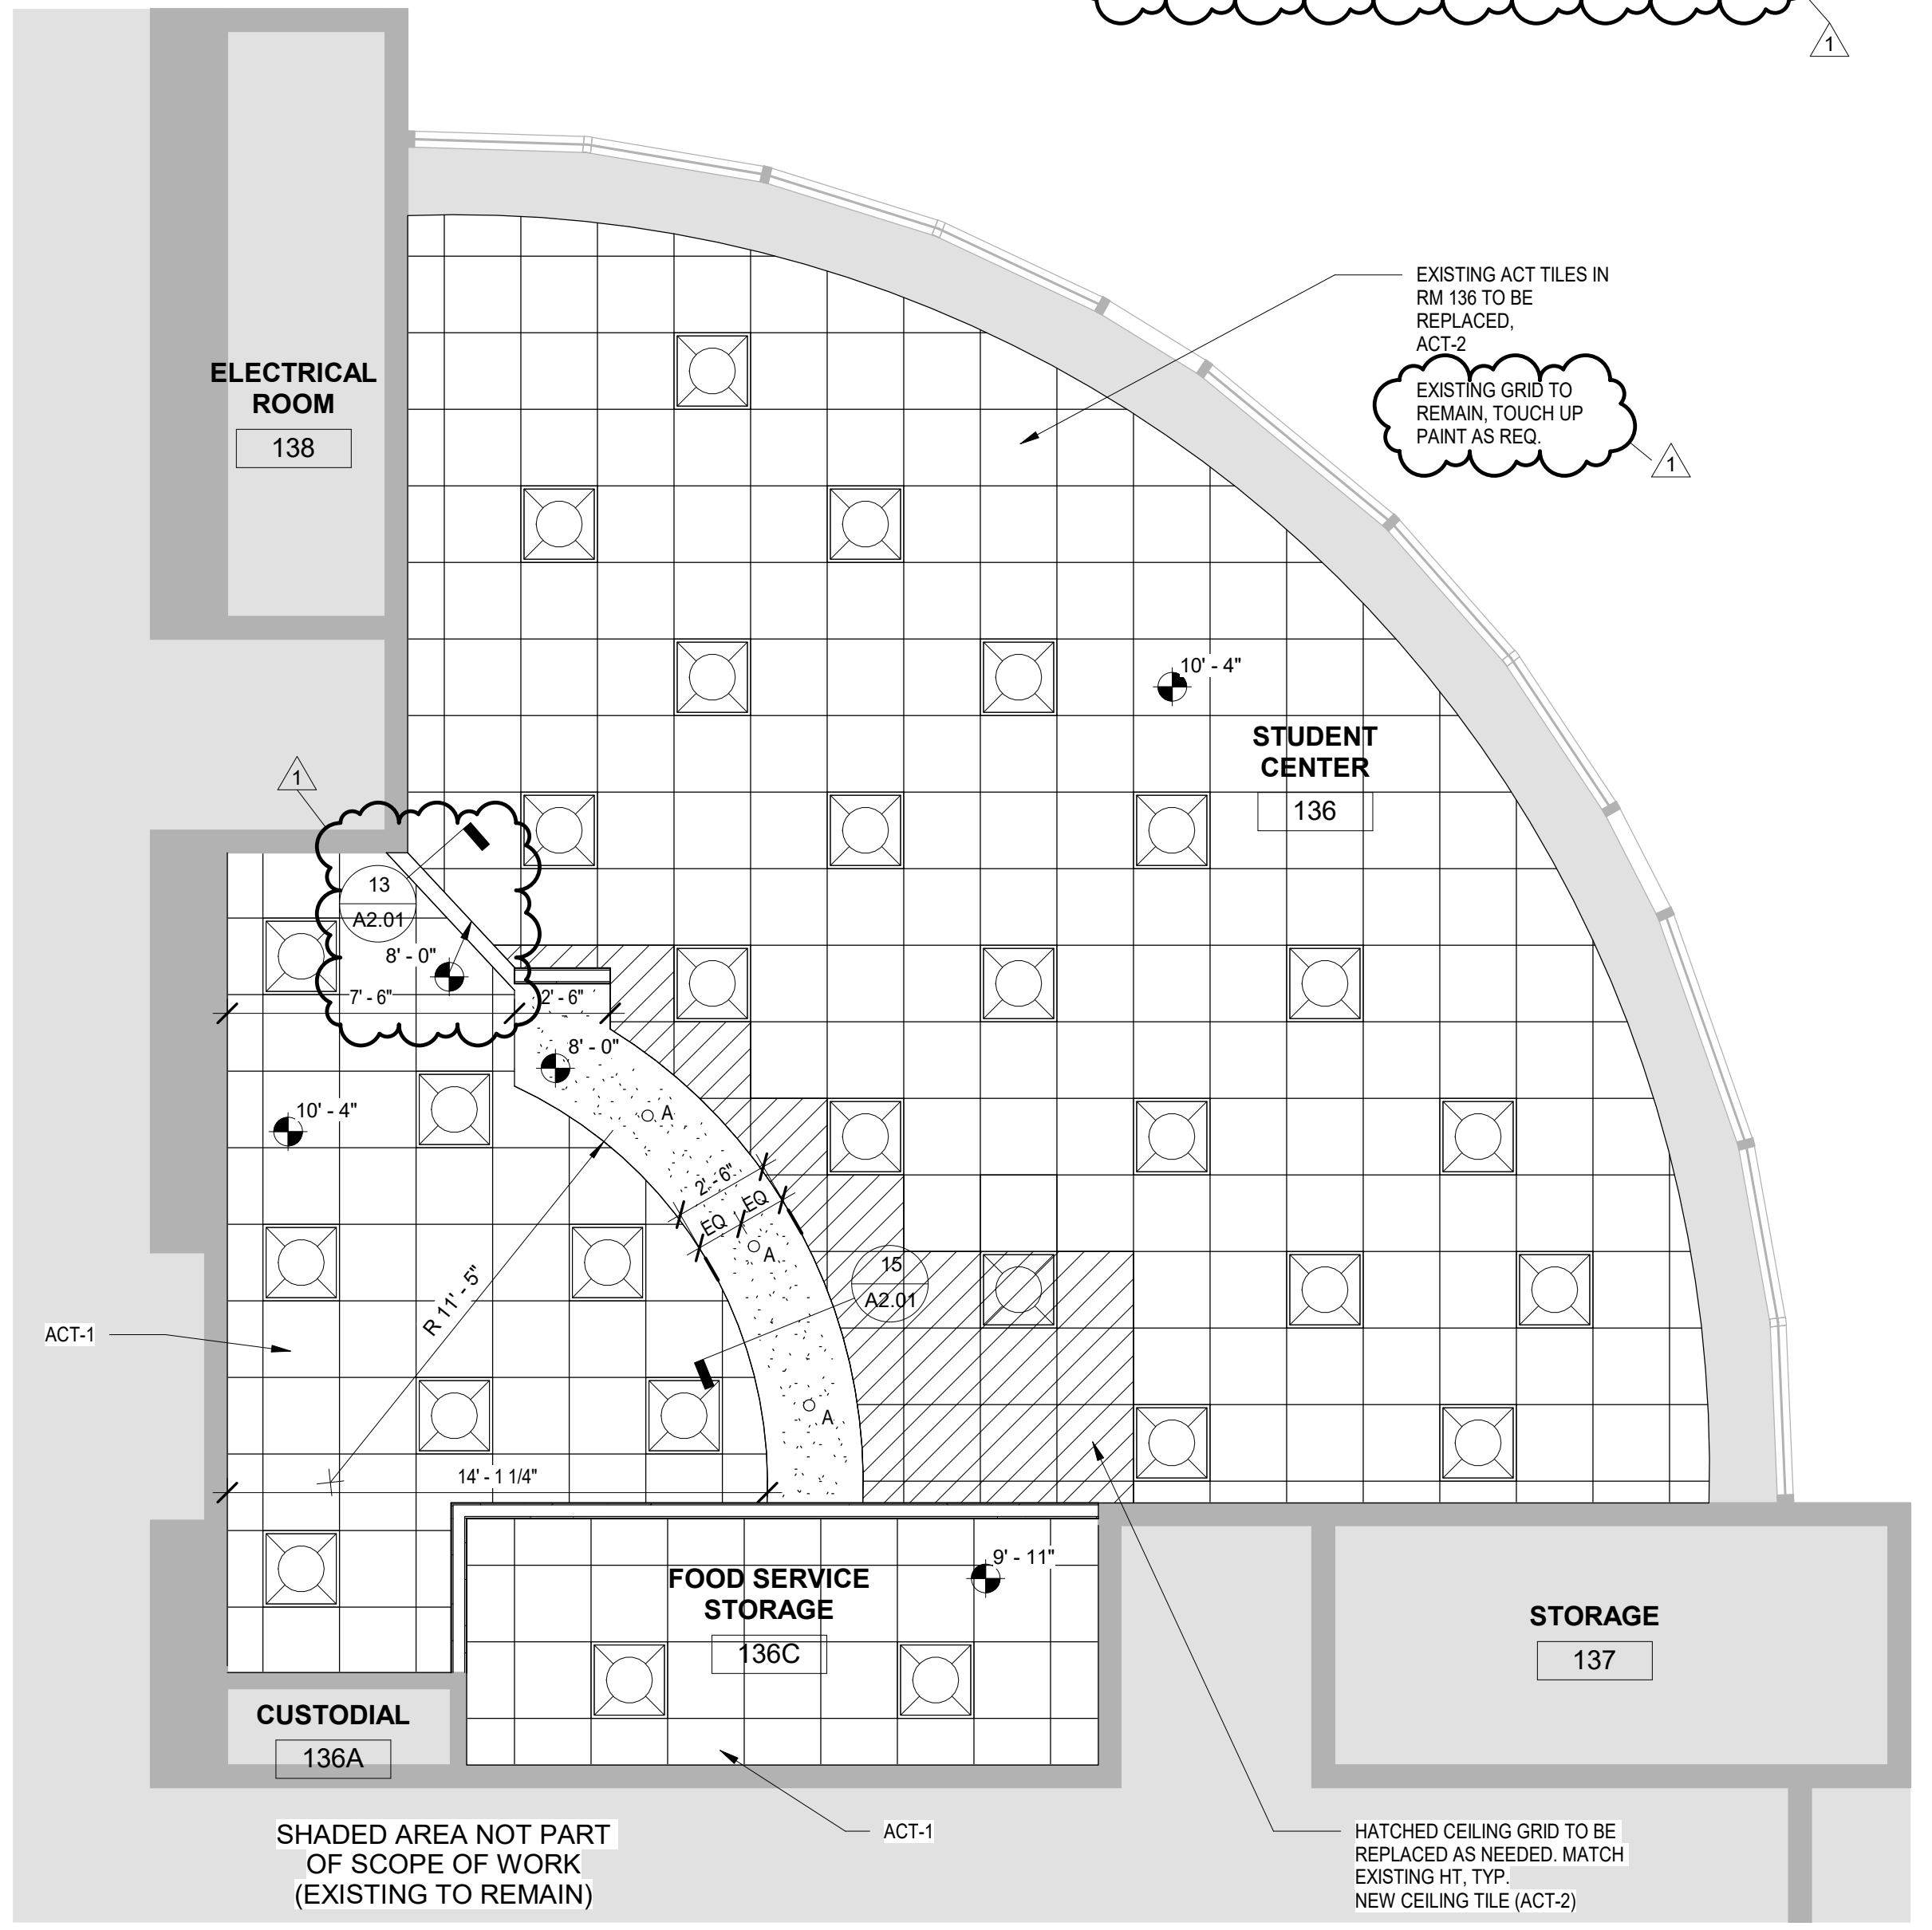 1
EXISTING ACT TILES IN
RM 136 TO BE
REPLACED,
ACT-2
EXISTING GRID TO
REMAIN, TOUCH UP
PAINT AS REQ.
1
ELECTRICAL
ROOM
138
10' - 4"
STUDENT
CENTER
136
1
13
A2.01
8' - 0"
7' - 6"
2' - 6"
8' - 0"
10' - 4"
A
2' - 6"
EQ
EQ
A
15
A2.01
R 11' - 5"
ACT-1
A
14' - 1 1/4"
9' - 11"
FOOD SERVICE
STORAGE
136C
STORAGE
137
CUSTODIAL
136A
ACT-1
SHADED AREA NOT PART
OF SCOPE OF WORK
(EXISTING TO REMAIN)
HATCHED CEILING GRID TO BE
REPLACED AS NEEDED. MATCH
EXISTING HT, TYP.
NEW CEILING TILE (ACT-2)